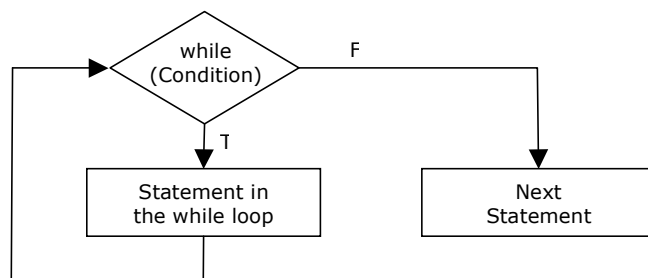 while
(Condition)
F
T
Statement in
the while loop
Next
Statement